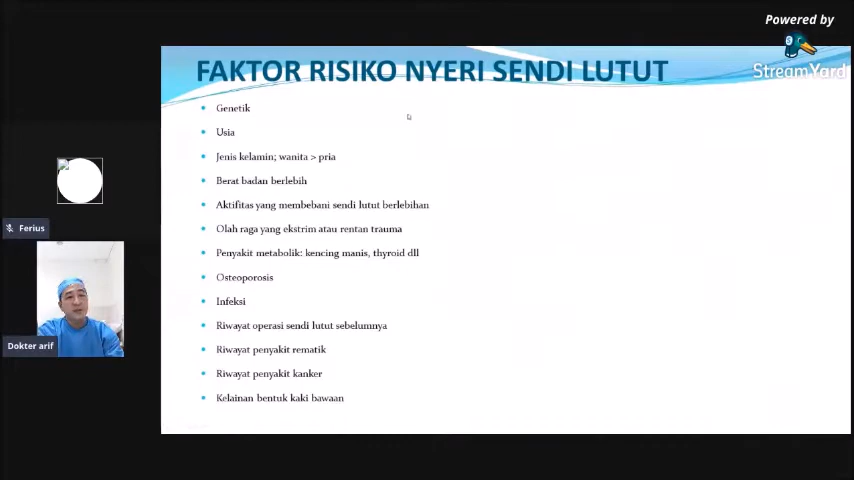 Powered by
StreamYard
FAKTOR RISIKO NYERI SENDI LUTUT
Genetik
Usia
Jenis kelamin; wanita > pria
Berat badan berlebih
Aktifitas yang membebani sendi lutut berlebihan
Olah raga yang ekstrim atau rentan trauma
Penyakit metabolik: kencing manis, thyroid dll
Osteoporosis
Infeksi
Riwayat operasi sendi lutut sebelumnya
Riwayat penyakit rematik
Riwayat penyakit kanker
Kelainan bentuk kaki bawaan
Ferius
Dokter arif